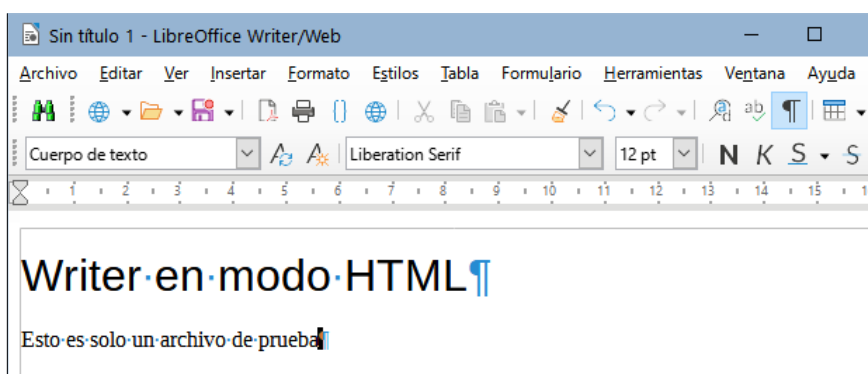 Sin título 1 - LibreOffice Writer/Web
Archivo Editar Ver Insertar Formato Estilos Tabla Formulario Herramientas Ventana Ayuda
Cuerpo de texto Liberation Serif 12 pt N K S S
1 2 3 4 5 6 7 8 9 10 11 12 13 14 15 1
Writer·en·modo·HTML¶
Esto·es·solo·un·archivo·de·prueba¶